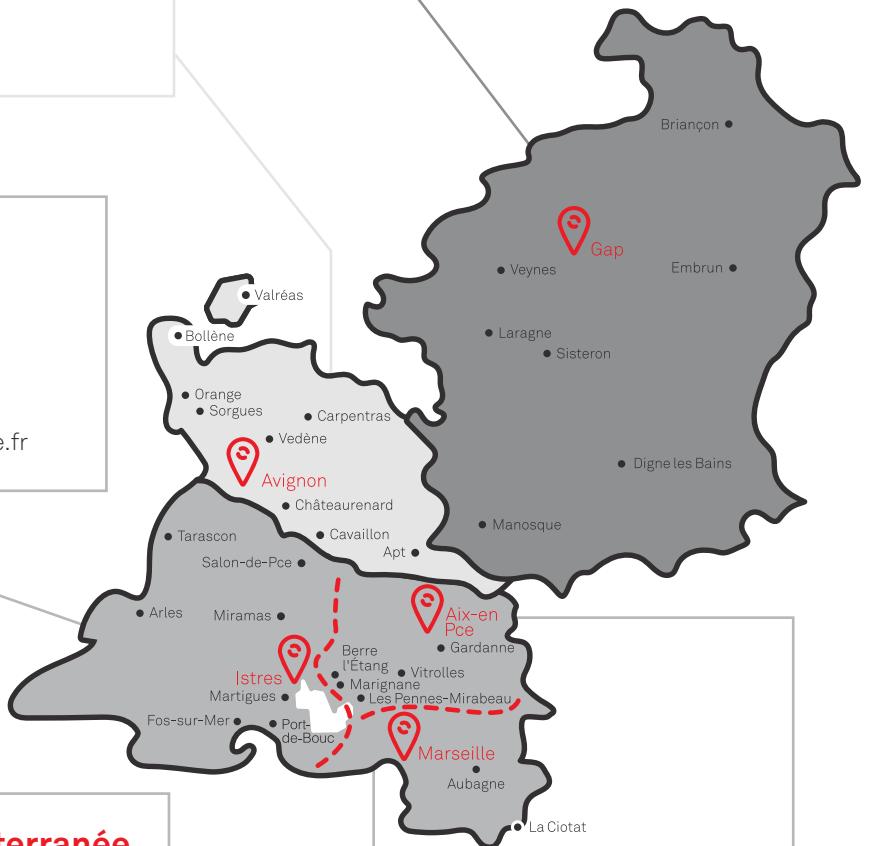 Briançon
Gap
Veynes
Embrun
Valréas
Laragne
Bollène
Sisteron
Orange
Sorgues
Carpentras
Vedène
e.fr
Digne les Bains
Avignon
Châteaurenard
Manosque
Tarascon
Cavaillon
Apt
Salon-de-Pce
Arles
Miramas
Aix-en
Pce
Gardanne
Berre
l'Étang
Vitrolles
Istres
Marignane
Martigues
Les Pennes-Mirabeau
Fos-sur-Mer
Port-
de-Bouc
Marseille
Aubagne
La Ciotat
terranée